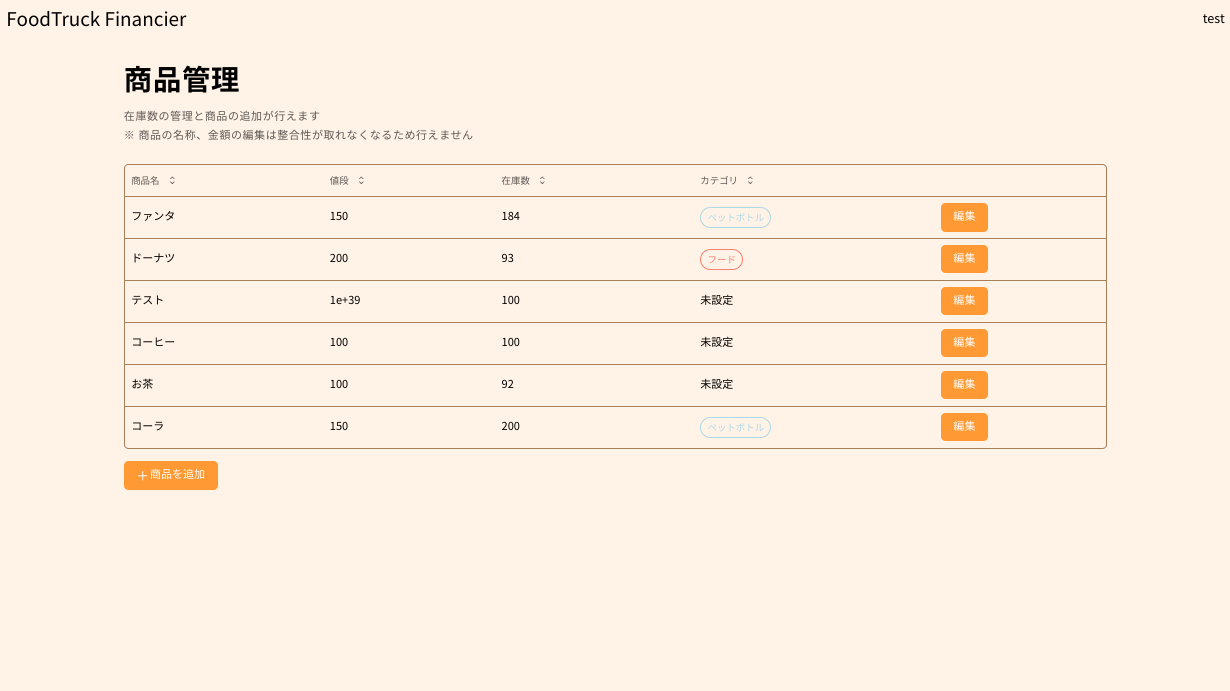 FoodTruck Financier
test
商品管理
在庫数の管理と商品の追加が行えます
※ 商品の名称、金額の編集は整合性が取れなくなるため行えません
商品名 値段 在庫数 カテゴリ
ファンタ 150 184 ペットボトル 編集
ドーナツ 200 93 フード 編集
テスト 1e+39 100 未設定 編集
コーヒー 100 100 未設定 編集
お茶 100 92 未設定 編集
コーラ 150 200 ペットボトル 編集
+ 商品を追加